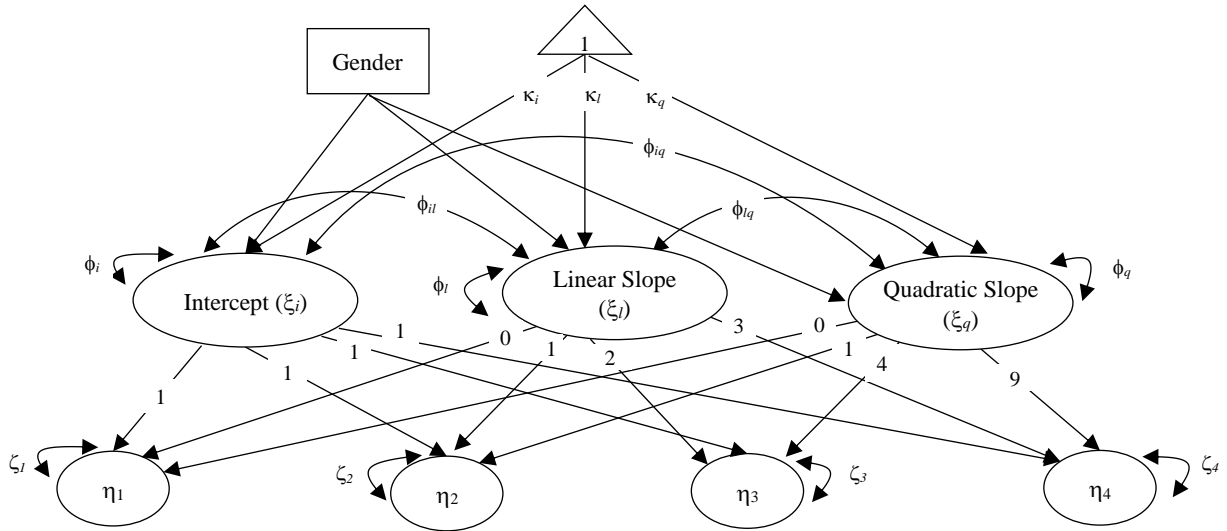 1
Gender
κi κl κq
ϕiq
ϕil ϕlq
ϕi ϕl ϕq
Intercept (ξi)
Linear Slope
(ξl)
Quadratic Slope
(ξq)
1 0 3 0
1 1 2 1 4
1 1 9
ζ1 ζ2 ζ3 ζ4
η1 η2 η3 η4